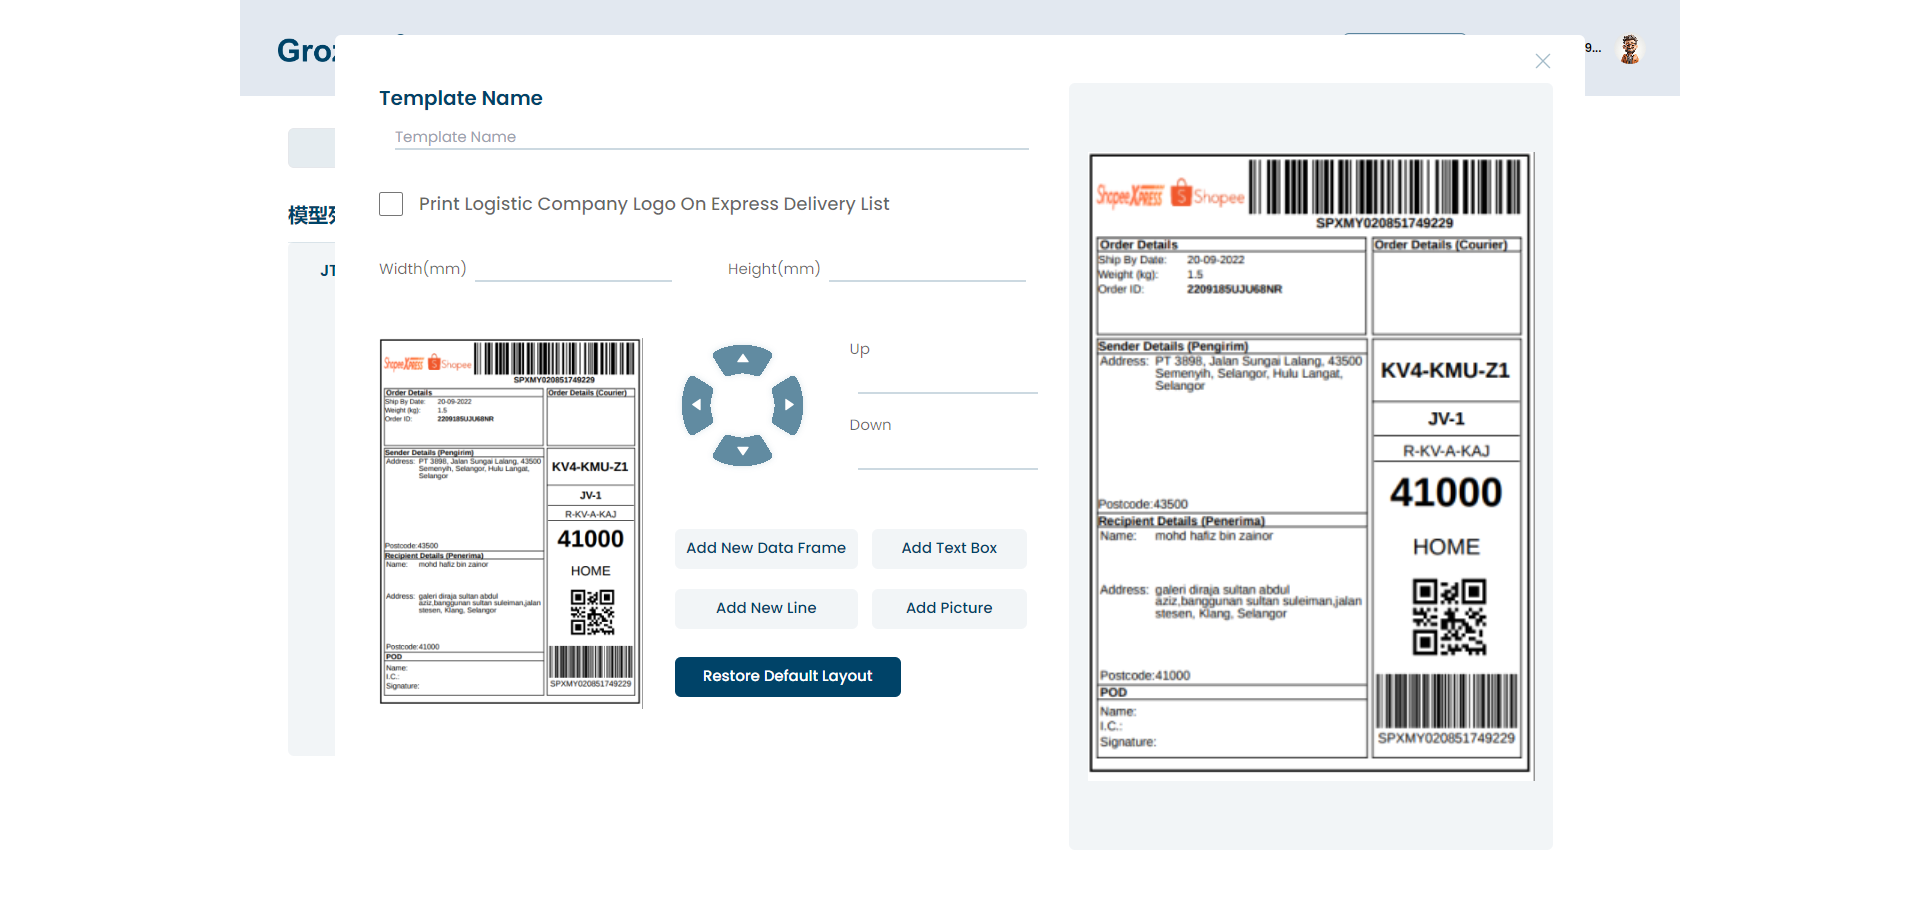 9...
Template Name
Template Name
Print Logistic Company Logo On Express Delivery List
Width(mm)
Height(mm)
模型
JT
Shopee XPRESS
Shopee
SPXMY020851749229
Order Details
Order Details (Courier)
Ship By Date: 20-09-2022
Weight (kg): 1.5
Order ID: 2209185UJU68NR
Sender Details (Pengirim)
Address: PT 3898, Jalan Sungai Lalang, 43500
Semenyih, Selangor, Hulu Langat,
Selangor
Postcode:43500
KV4-KMU-Z1
JV-1
R-KV-A-KAJ
41000
HOME
Recipient Details (Penerima)
Name: mohd hafiz bin zainor
Address: galeri diraja sultan abdul
aziz,banggunan sultan suleiman,jalan
stesen, Klang, Selangor
Postcode:41000
POD
Name:
I.C.:
Signature:
SPXMY020851749229
Up
Down
Add New Data Frame
Add Text Box
Add New Line
Add Picture
Restore Default Layout
Shopee XPRESS
Shopee
SPXMY020851749229
Order Details
Order Details (Courier)
Ship By Date: 20-09-2022
Weight (kg): 1.5
Order ID: 2209185UJU68NR
Sender Details (Pengirim)
Address: PT 3898, Jalan Sungai Lalang, 43500
Semenyih, Selangor, Hulu Langat,
Selangor
Postcode:43500
KV4-KMU-Z1
JV-1
R-KV-A-KAJ
41000
HOME
Recipient Details (Penerima)
Name: mohd hafiz bin zainor
Address: galeri diraja sultan abdul
aziz,banggunan sultan suleiman,jalan
stesen, Klang, Selangor
Postcode:41000
POD
Name:
I.C.:
Signature:
SPXMY020851749229